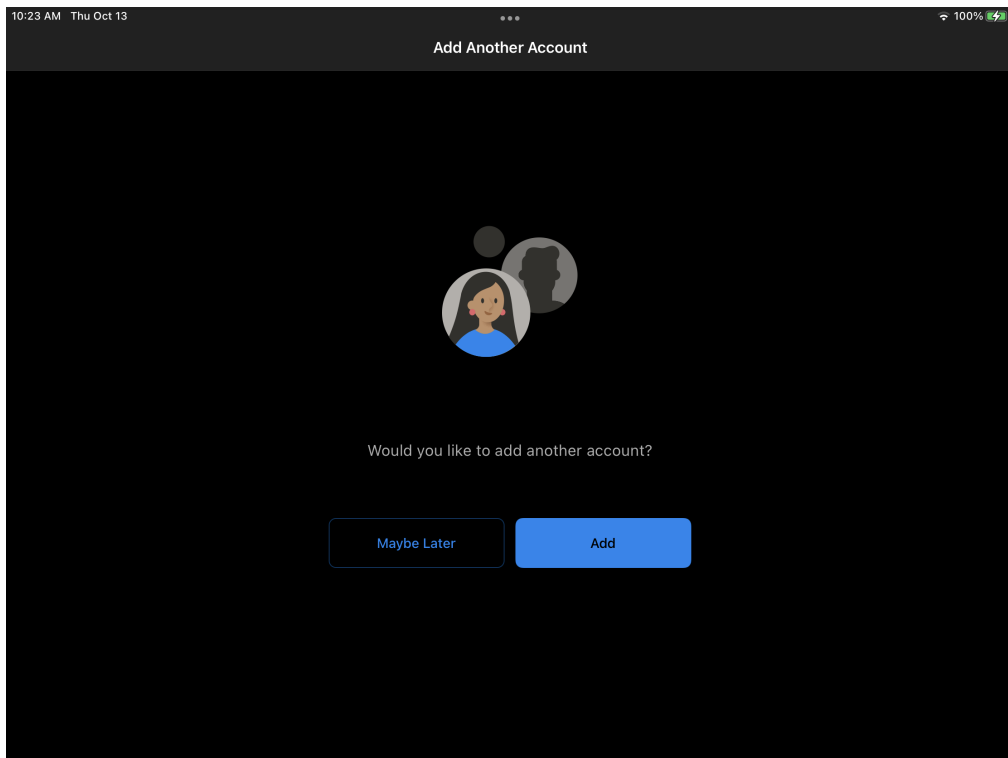 10:23 AM Thu Oct 13
100%
Add Another Account
Would you like to add another account?
Maybe Later
Add